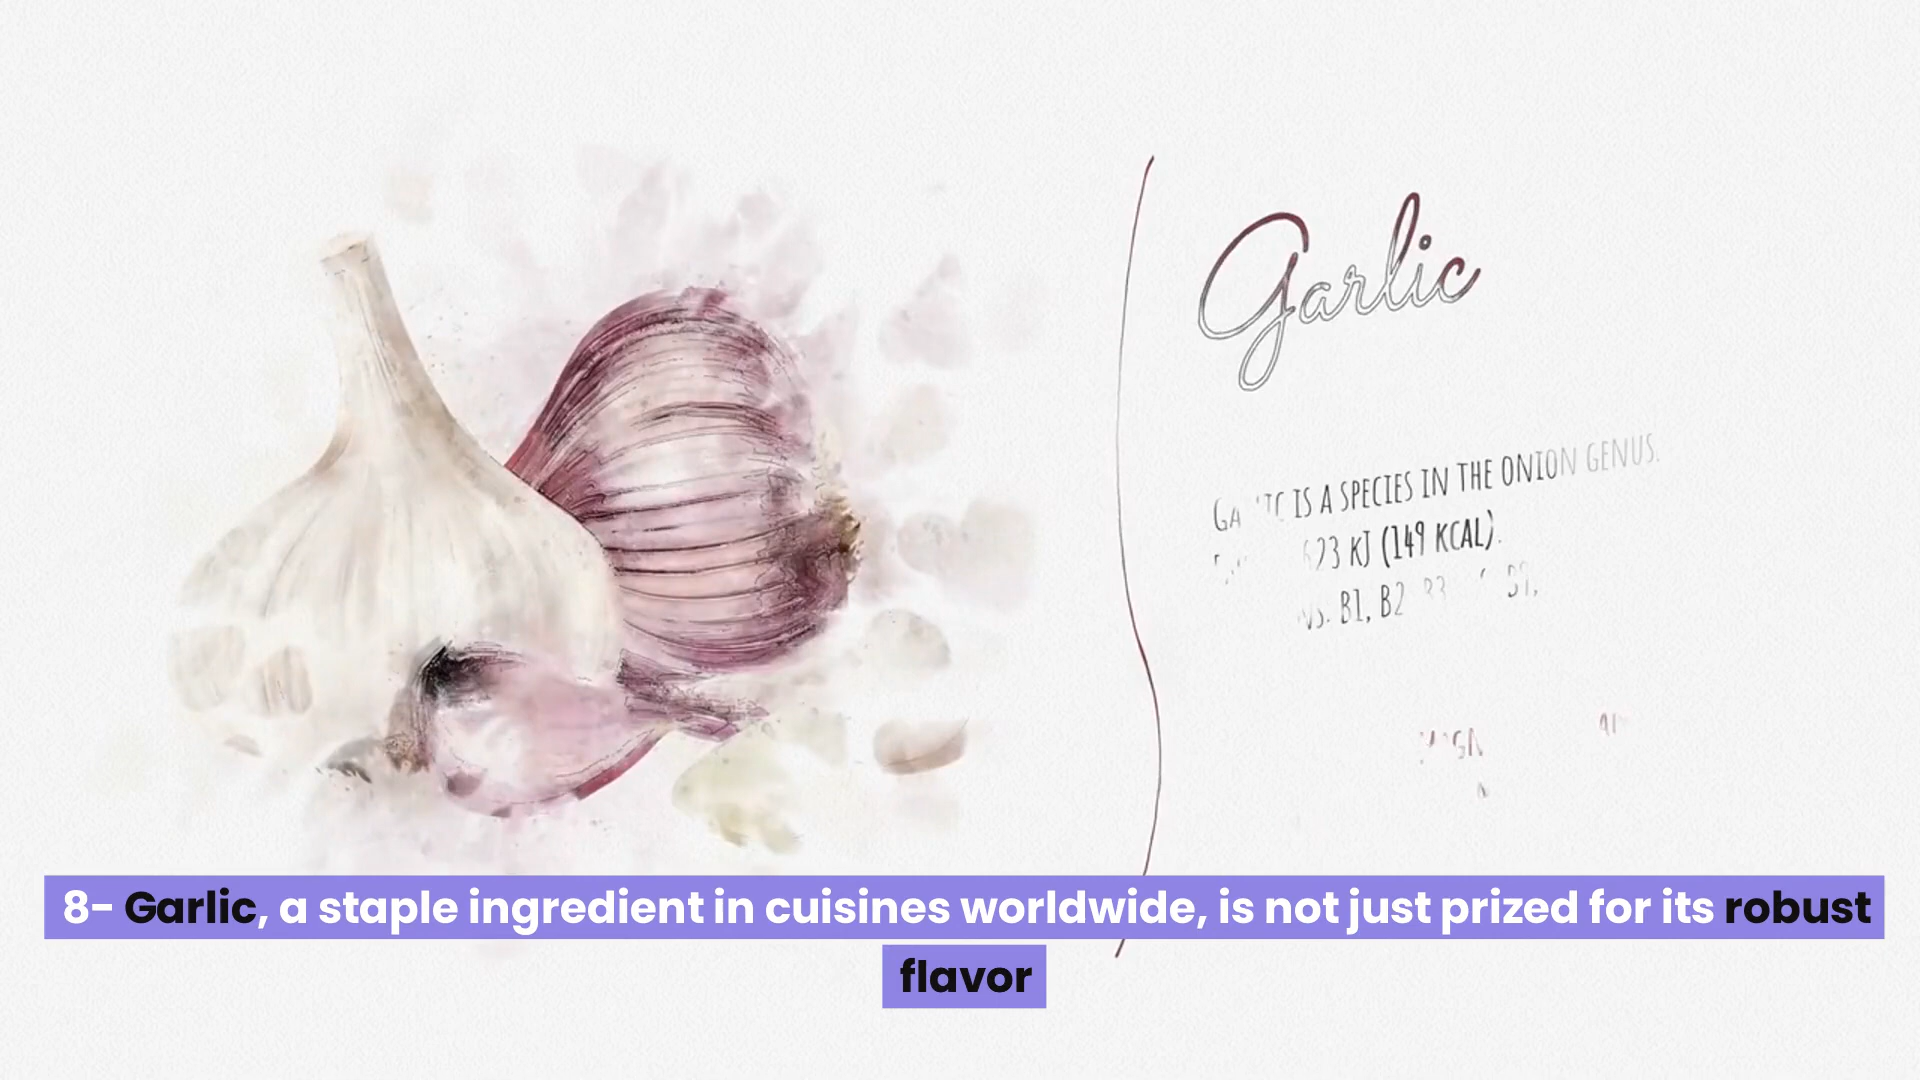 Garlic
IS A SPECIES IN THE ONION GENUS.
KJ (149 KCAL).
B1, B2
8- Garlic, a staple ingredient in cuisines worldwide, is not just prized for its robust
flavor